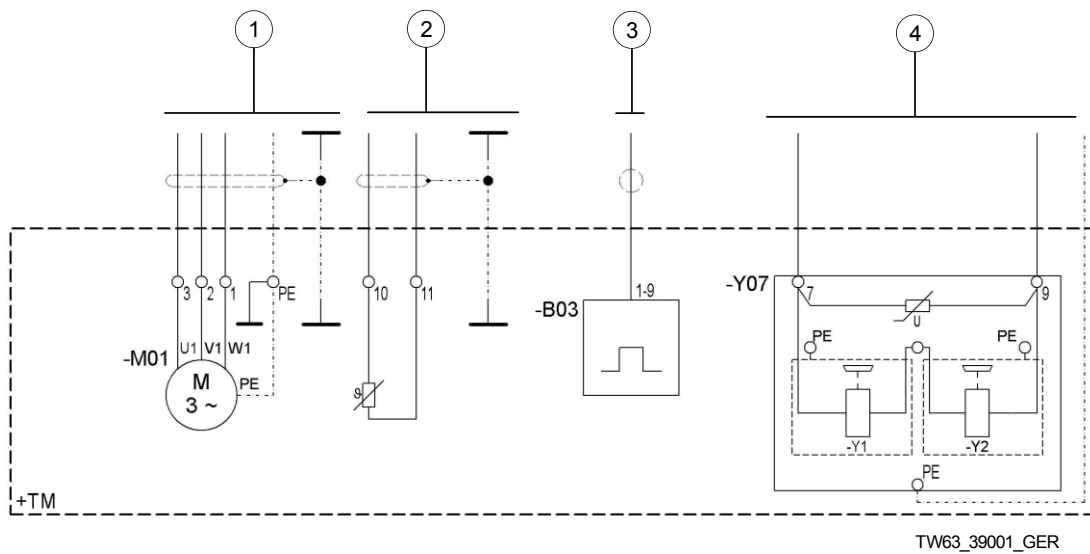 1 2 3 4
3 2 1 PE 10 11 1-9 7 9
-Y07
-B03
U
-M01 U1 V1 W1
PE PE
M
3 ~
PE
ϑ
-Y1 -Y2
PE
+TM
TW63_39001_GER